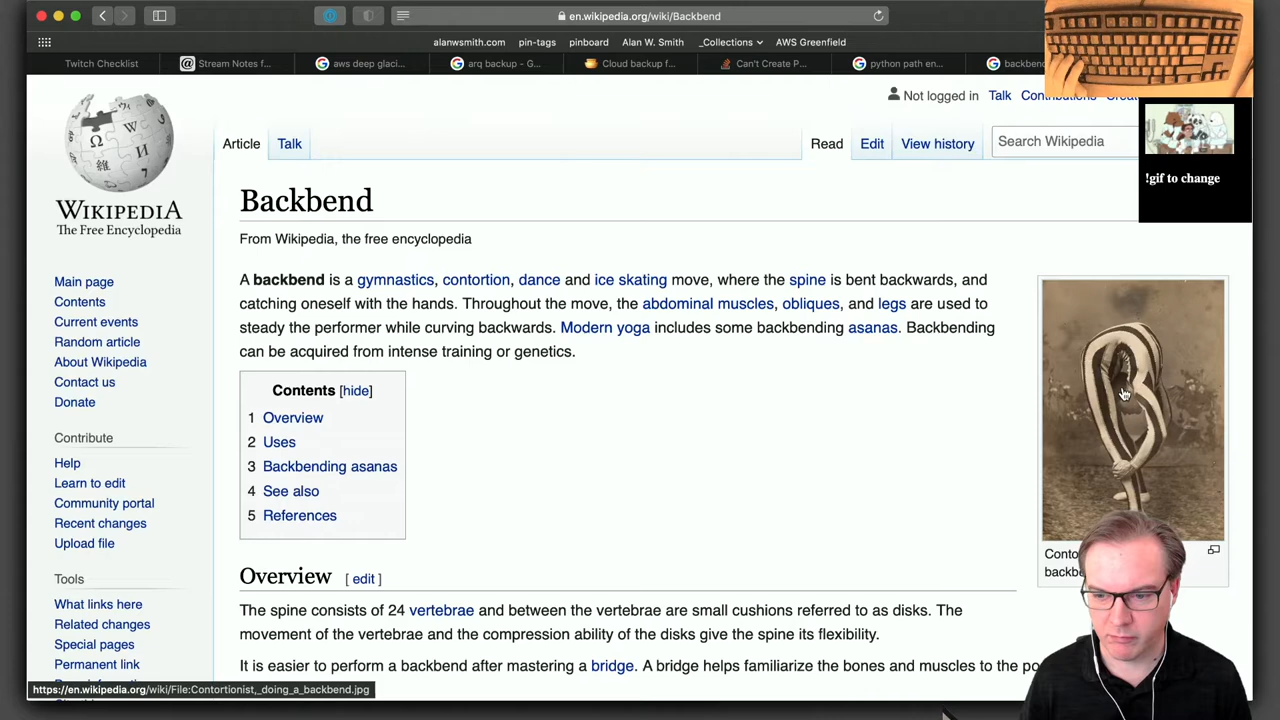 en.wikipedia.org/wiki/Backbend
alanwsmith.com pin-tags pinboard Alan W. Smith _Collections AWS Greenfield
Twitch Checklist Stream Notes f... aws deep glaci... arq backup - G... Cloud backup f... Can't Create P... python path en... backbend
Not logged in Talk Contributions Creat
Article Talk Read Edit View history Search Wikipedia
!gif to change
WIKIPEDIA
The Free Encyclopedia
Main page
Contents
Current events
Random article
About Wikipedia
Contact us
Donate
Contribute
Help
Learn to edit
Community portal
Recent changes
Upload file
Tools
What links here
Related changes
Special pages
Permanent link
Backbend
From Wikipedia, the free encyclopedia
A backbend is a gymnastics, contortion, dance and ice skating move, where the spine is bent backwards, and
catching oneself with the hands. Throughout the move, the abdominal muscles, obliques, and legs are used to
steady the performer while curving backwards. Modern yoga includes some backbending asanas. Backbending
can be acquired from intense training or genetics.
Contents [hide]
1 Overview
2 Uses
3 Backbending asanas
4 See also
5 References
Conto
backbe
Overview [ edit ]
The spine consists of 24 vertebrae and between the vertebrae are small cushions referred to as disks. The
movement of the vertebrae and the compression ability of the disks give the spine its flexibility.
It is easier to perform a backbend after mastering a bridge. A bridge helps familiarize the bones and muscles to the po
https://en.wikipedia.org/wiki/File:Contortionist,_doing_a_backbend.jpg